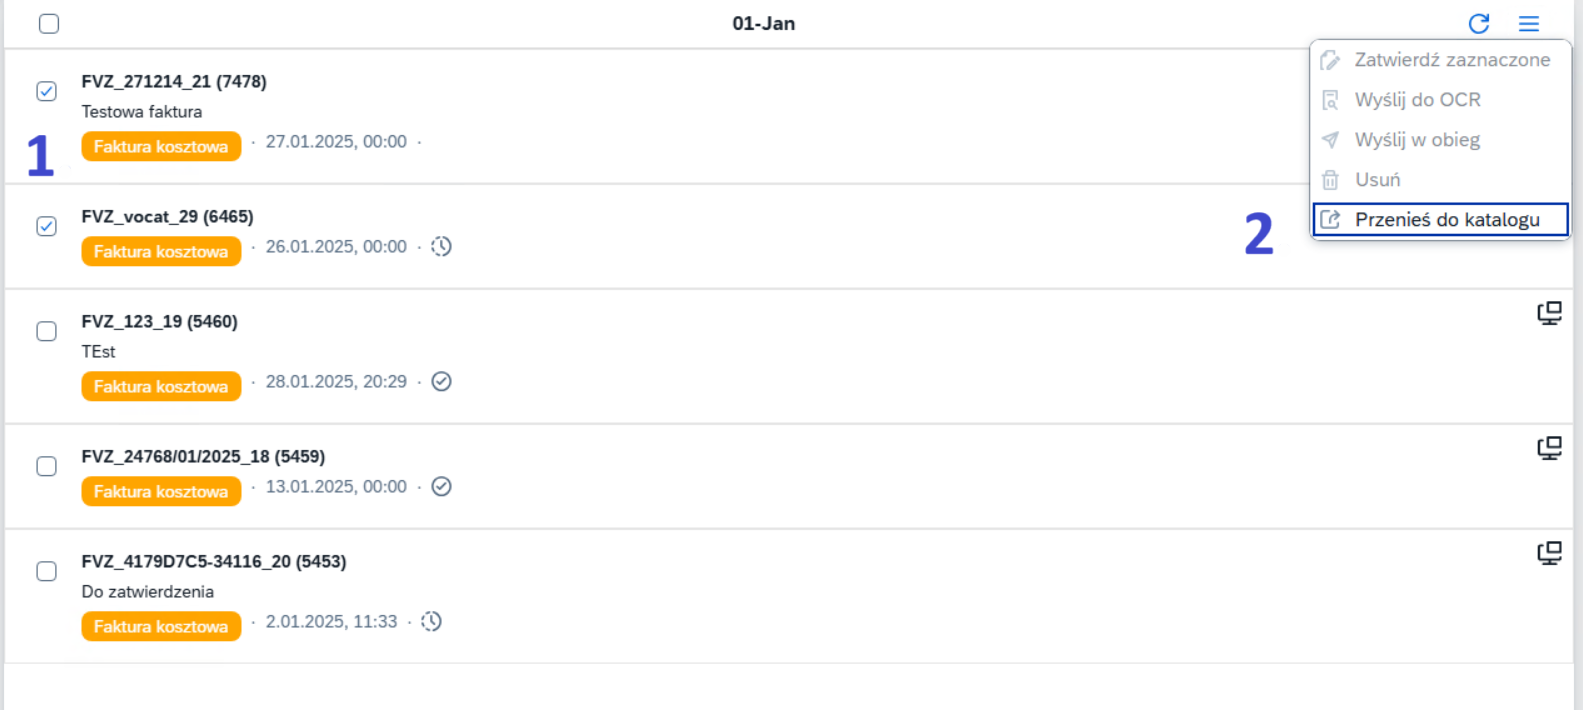 01-Jan
Zatwierdź zaznaczone
Wyślij do OCR
Wyślij w obieg
Usuń
Przenieś do katalogu
2
FVZ_271214_21 (7478)
Testowa faktura
Faktura kosztowa · 27.01.2025, 00:00 ·
1
FVZ_vocat_29 (6465)
Faktura kosztowa · 26.01.2025, 00:00 ·
FVZ_123_19 (5460)
TEst
Faktura kosztowa · 28.01.2025, 20:29 ·
FVZ_24768/01/2025_18 (5459)
Faktura kosztowa · 13.01.2025, 00:00 ·
FVZ_4179D7C5-34116_20 (5453)
Do zatwierdzenia
Faktura kosztowa · 2.01.2025, 11:33 ·